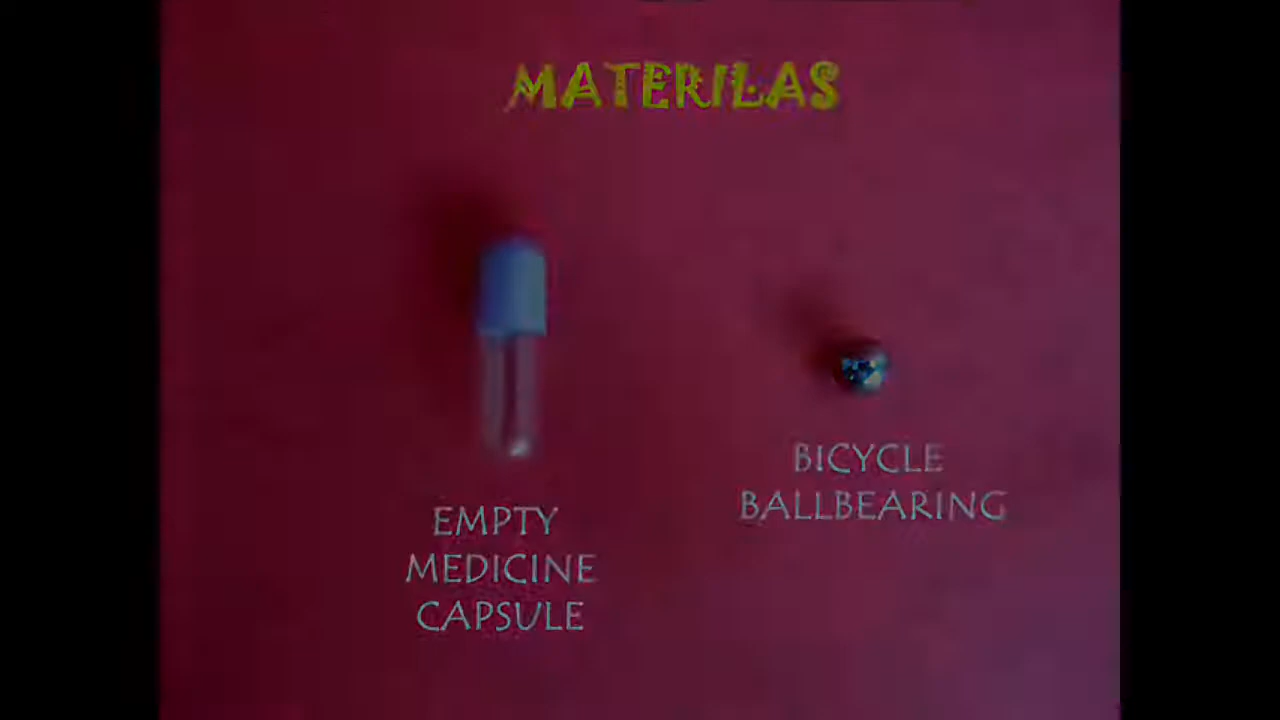 MATERILAS
EMPTY
MEDICINE
CAPSULE
BICYCLE
BALLBEARING